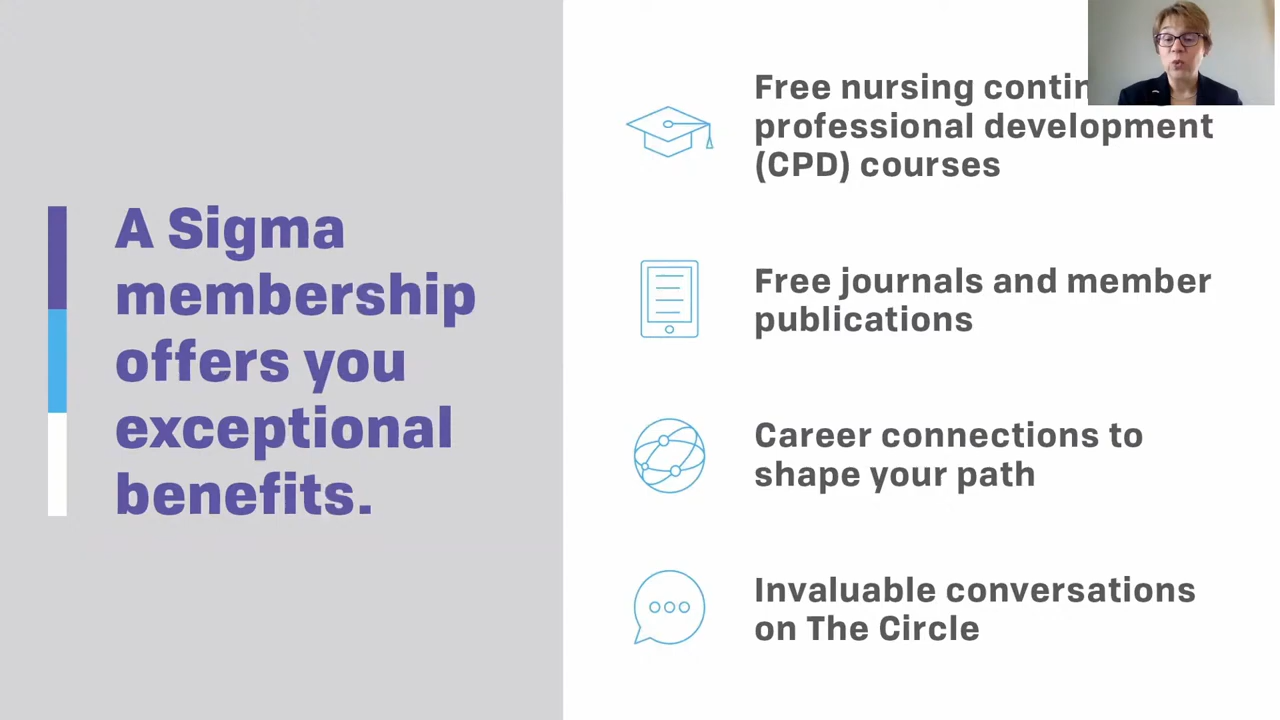 A Sigma
membership
offers you
exceptional
benefits.
Free nursing
professional development
(CPD) courses
Free journals and member
publications
Career connections to
shape your path
Invaluable conversations
on The Circle